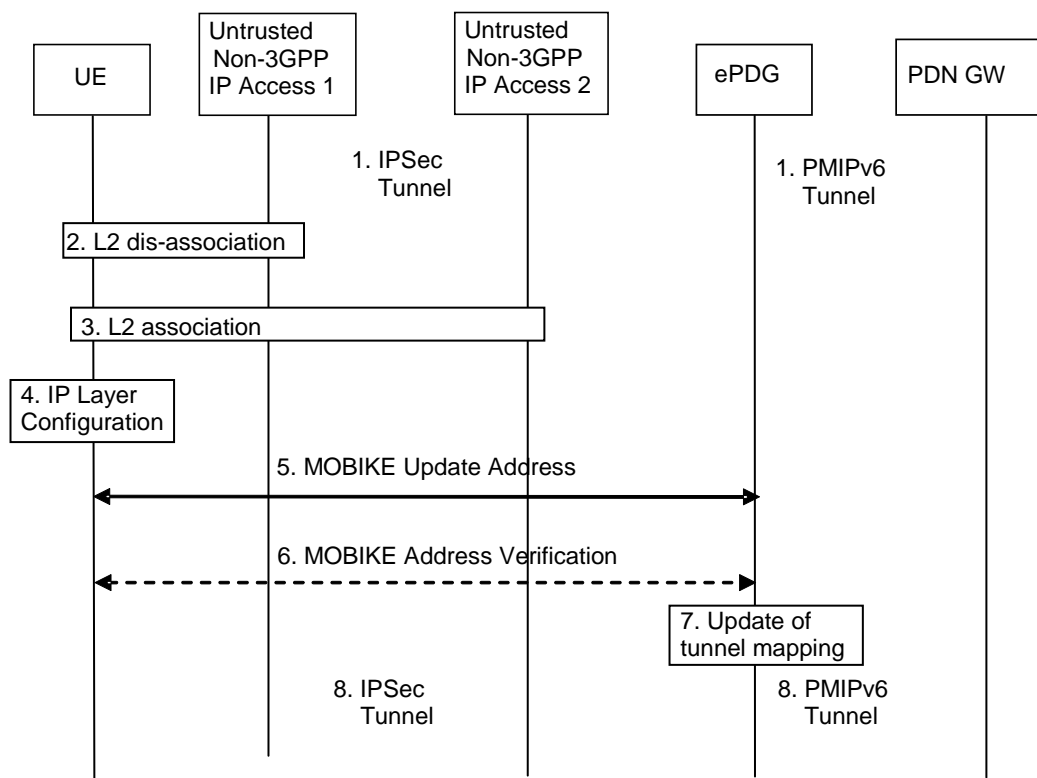 UE
Untrusted
Non-3GPP
IP Access 1
Untrusted
Non-3GPP
IP Access 2
ePDG
PDN GW
1. IPSec
Tunnel
1. PMIPv6
Tunnel
2. L2 dis-association
3. L2 association
4. IP Layer
Configuration
5. MOBIKE Update Address
6. MOBIKE Address Verification
7. Update of
tunnel mapping
8. IPSec
Tunnel
8. PMIPv6
Tunnel